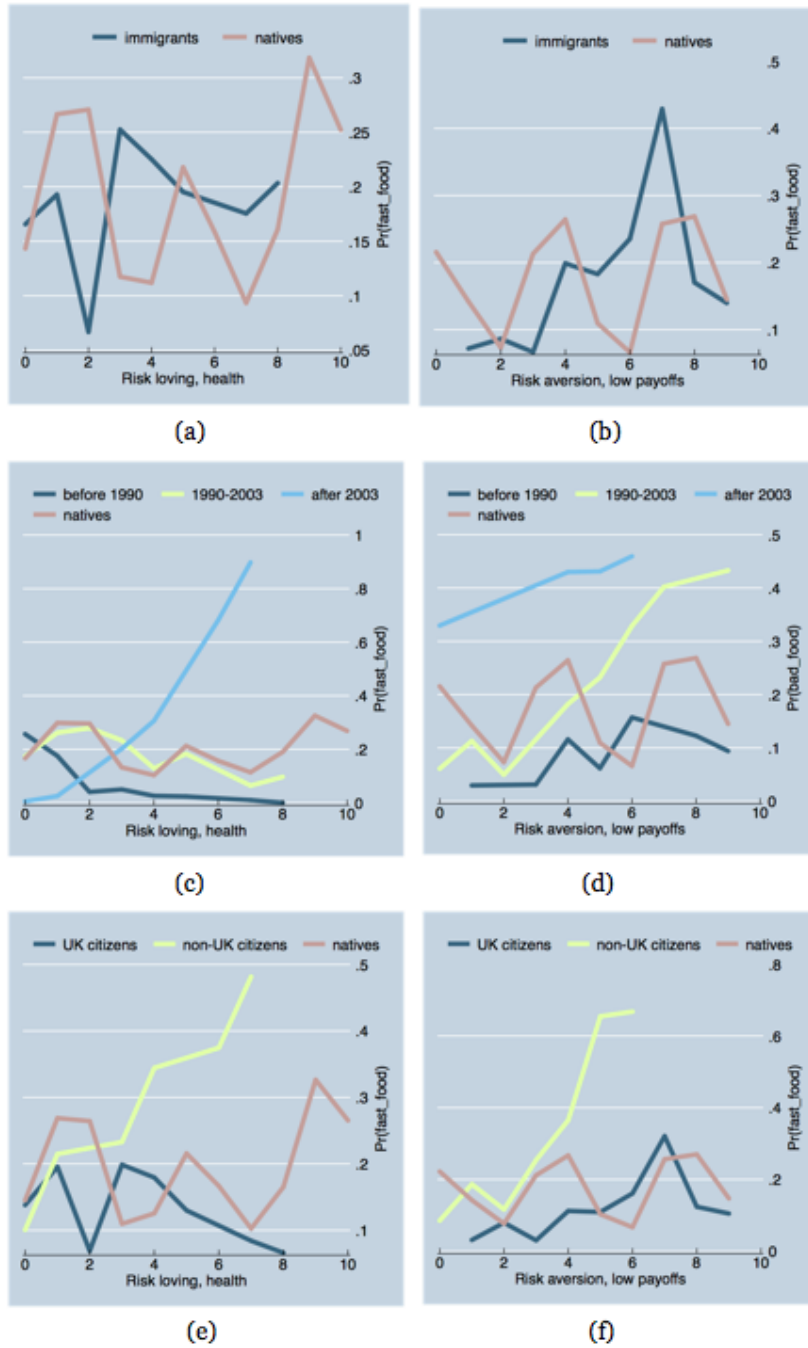 immigrants natives
.3
.25
.2
.15
.1
.05
Pr(fast_food)
0 2 4 6 8 10
Risk loving, health
(a)
immigrants natives
.5
.4
.3
.2
.1
Pr(fast_food)
0 2 4 6 8 10
Risk aversion, low payoffs
(b)
before 1990 1990-2003 after 2003
natives
1
.8
.6
.4
.2
0
Pr(fast_food)
0 2 4 6 8 10
Risk loving, health
(c)
before 1990 1990-2003 after 2003
natives
.5
.4
.3
.2
.1
0
Pr(bad_food)
0 2 4 6 8 10
Risk aversion, low payoffs
(d)
UK citizens non-UK citizens natives
.5
.4
.3
.2
.1
Pr(fast_food)
0 2 4 6 8 10
Risk loving, health
(e)
UK citizens non-UK citizens natives
.8
.6
.4
.2
0
Pr(fast_food)
0 2 4 6 8 10
Risk aversion, low payoffs
(f)